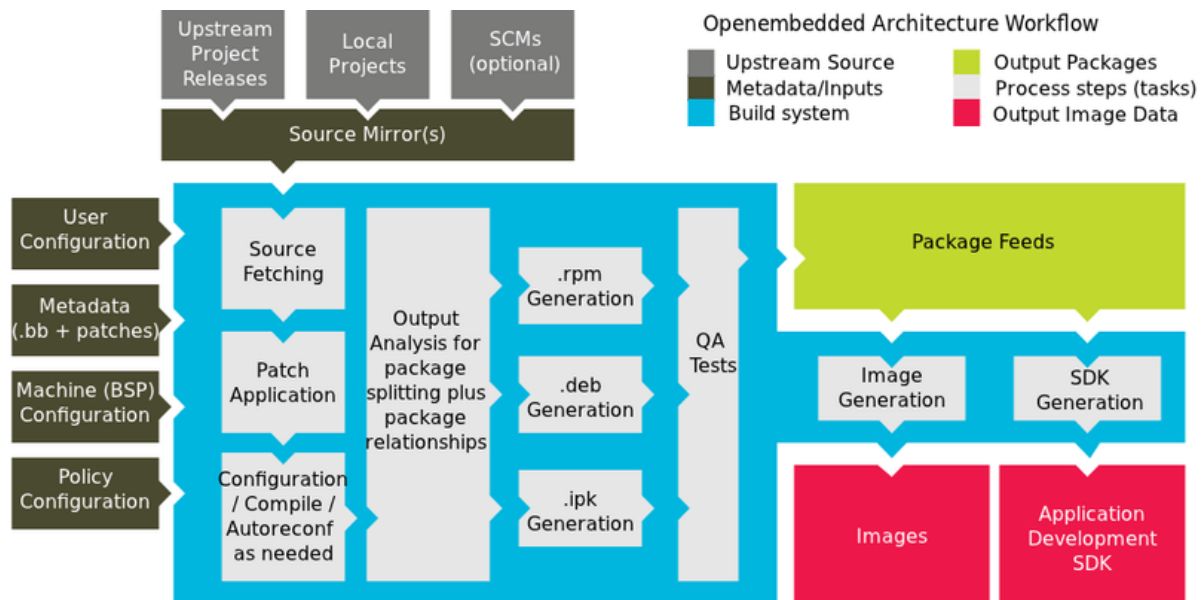 Openembedded Architecture Workflow
Upstream Source
Metadata/Inputs
Build system
Output Packages
Process steps (tasks)
Output Image Data
Upstream
Project
Releases
Local
Projects
SCMs
(optional)
Source Mirror(s)
User
Configuration
Metadata
(.bb + patches)
Machine (BSP)
Configuration
Policy
Configuration
Source
Fetching
Patch
Application
Configuration
/ Compile /
Autoreconf
as needed
Output
Analysis for
package
splitting plus
package
relationships
.rpm
Generation
.deb
Generation
.ipk
Generation
QA
Tests
Package Feeds
Image
Generation
SDK
Generation
Images
Application
Development
SDK